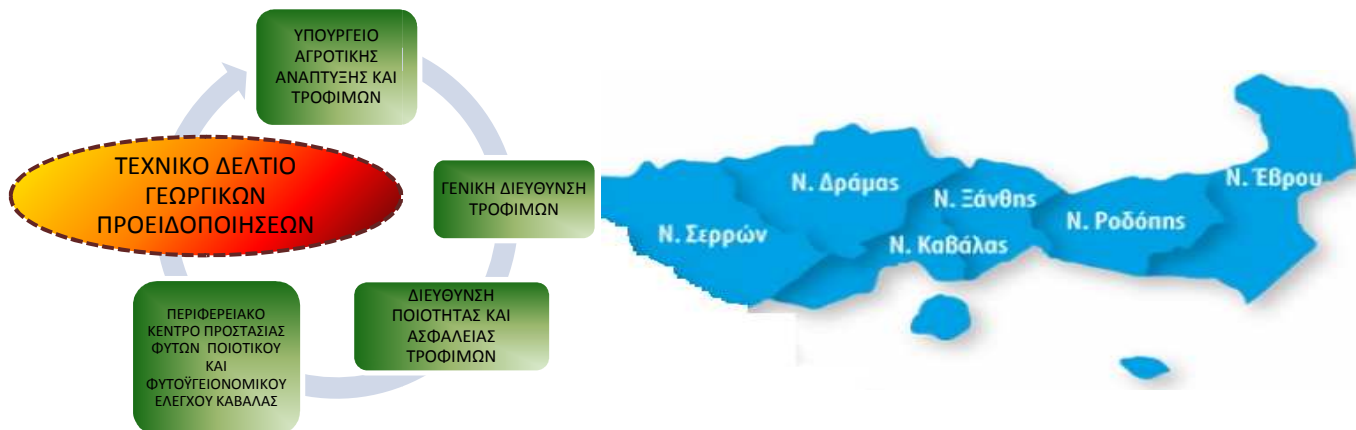 ΥΠΟΥΡΓΕΙΟ
ΑΓΡΟΤΙΚΗΣ
ΑΝΑΠΤΥΞΗΣ ΚΑΙ
ΤΡΟΦΙΜΩΝ
ΓΕΝΙΚΗ ΔΙΕΥΘΥΝΣΗ
ΤΡΟΦΙΜΩΝ
ΔΙΕΥΘΥΝΣΗ
ΠΟΙΟΤΗΤΑΣ ΚΑΙ
ΑΣΦΑΛΕΙΑΣ
ΤΡΟΦΙΜΩΝ
ΠΕΡΙΦΕΡΕΙΑΚΟ
ΚΕΝΤΡΟ ΠΡΟΣΤΑΣΙΑΣ
ΦΥΤΩΝ ΠΟΙΟΤΙΚΟΥ
ΚΑΙ
ΦΥΤΟΫΓΕΙΟΝΟΜΙΚΟΥ
ΕΛΕΓΧΟΥ ΚΑΒΑΛΑΣ
ΤΕΧΝΙΚΟ ΔΕΛΤΙΟ
ΓΕΩΡΓΙΚΩΝ
ΠΡΟΕΙΔΟΠΟΙΗΣΕΩΝ
Ν. Σερρών
Ν. Δράμας
Ν. Καβάλας
Ν. Ξάνθης
Ν. Ροδόπης
Ν. Έβρου